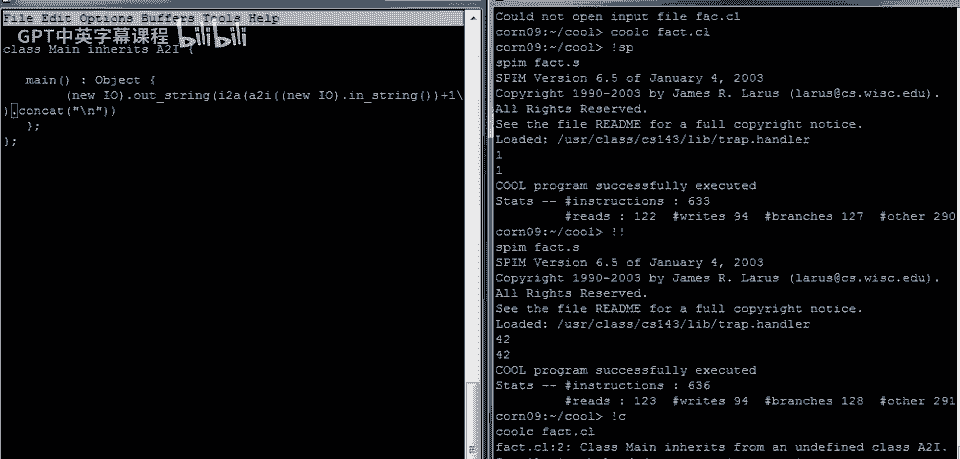 File Edit Options Buffers Tools Help
GPT中英字幕课程 bilibili
class Main inherits A2I {
main() : Object {
(new IO).out_string(i2a(a2i((new IO).in_string())+1\
).concat("\n"))
};
};
Could not open input file fac.cl
corn09:~/cool> coolc fact.cl
corn09:~/cool> !sp
spim fact.s
SPIM Version 6.5 of January 4, 2003
Copyright 1990-2003 by James R. Larus (larus@cs.wisc.edu).
All Rights Reserved.
See the file README for a full copyright notice.
Loaded: /usr/class/cs143/lib/trap.handler
1
1
COOL program successfully executed
Stats -- #instructions : 633
#reads : 122 #writes 94 #branches 127 #other 290
corn09:~/cool> !!
spim fact.s
SPIM Version 6.5 of January 4, 2003
Copyright 1990-2003 by James R. Larus (larus@cs.wisc.edu).
All Rights Reserved.
See the file README for a full copyright notice.
Loaded: /usr/class/cs143/lib/trap.handler
42
42
COOL program successfully executed
Stats -- #instructions : 636
#reads : 123 #writes 94 #branches 128 #other 291
corn09:~/cool> !c
coolc fact.cl
fact.cl:2: Class Main inherits from an undefined class A2I.